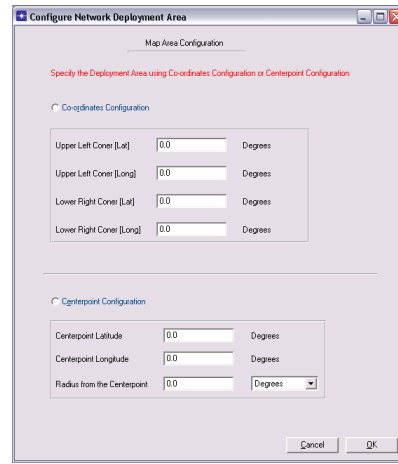 Configure Network Deployment Area
Map Area Configuration
Specify the Deployment Area using Co-ordinates Configuration or Centerpoint Configuration
Co-ordinates Configuration
Upper Left Coner [Lat] 0.0 Degrees
Upper Left Coner [Long] 0.0 Degrees
Lower Right Coner [Lat] 0.0 Degrees
Lower Right Coner [Long] 0.0 Degrees
Centerpoint Configuration
Centerpoint Latitude 0.0 Degrees
Centerpoint Longitude 0.0 Degrees
Radius from the Centerpoint 0.0 Degrees
Cancel OK